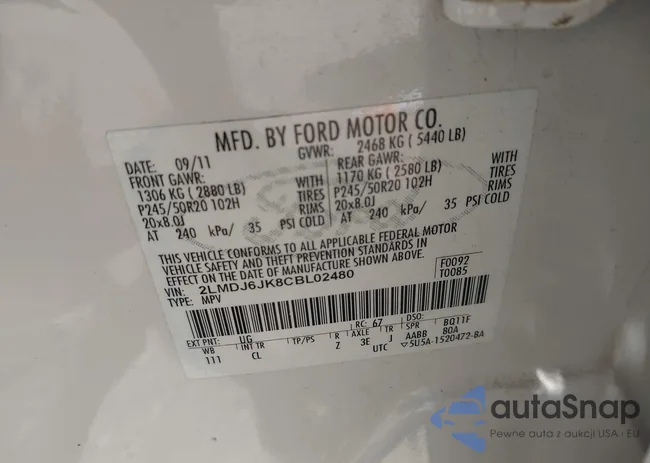 MFD. BY FORD MOTOR CO.
DATE: 09/11 GVWR: 2468 KG ( 5440 LB)
FRONT GAWR: REAR GAWR:
1306 KG ( 2880 LB) WITH 1170 KG ( 2580 LB) WITH
P245/50R20 102H TIRES P245/50R20 102H TIRES
20x8.0J RIMS 20x8.0J RIMS
AT 240 kPa/ 35 PSI COLD AT 240 kPa/ 35 PSI COLD
THIS VEHICLE CONFORMS TO ALL APPLICABLE FEDERAL MOTOR
VEHICLE SAFETY AND THEFT PREVENTION STANDARDS IN
EFFECT ON THE DATE OF MANUFACTURE SHOWN ABOVE.
VIN: 2LMDJ6JK8CBL02480 F0092
TYPE: MPV T0085
EXT PNT: UG RC: 67 DSO:
WB INT TR TP/PS R AXLE TR SPR BQ11F
111 CL Z 3E J AABB 80A
UTC 5U5A-1520472-BA
autaSnap
Pewne auta z aukcji USA · EU